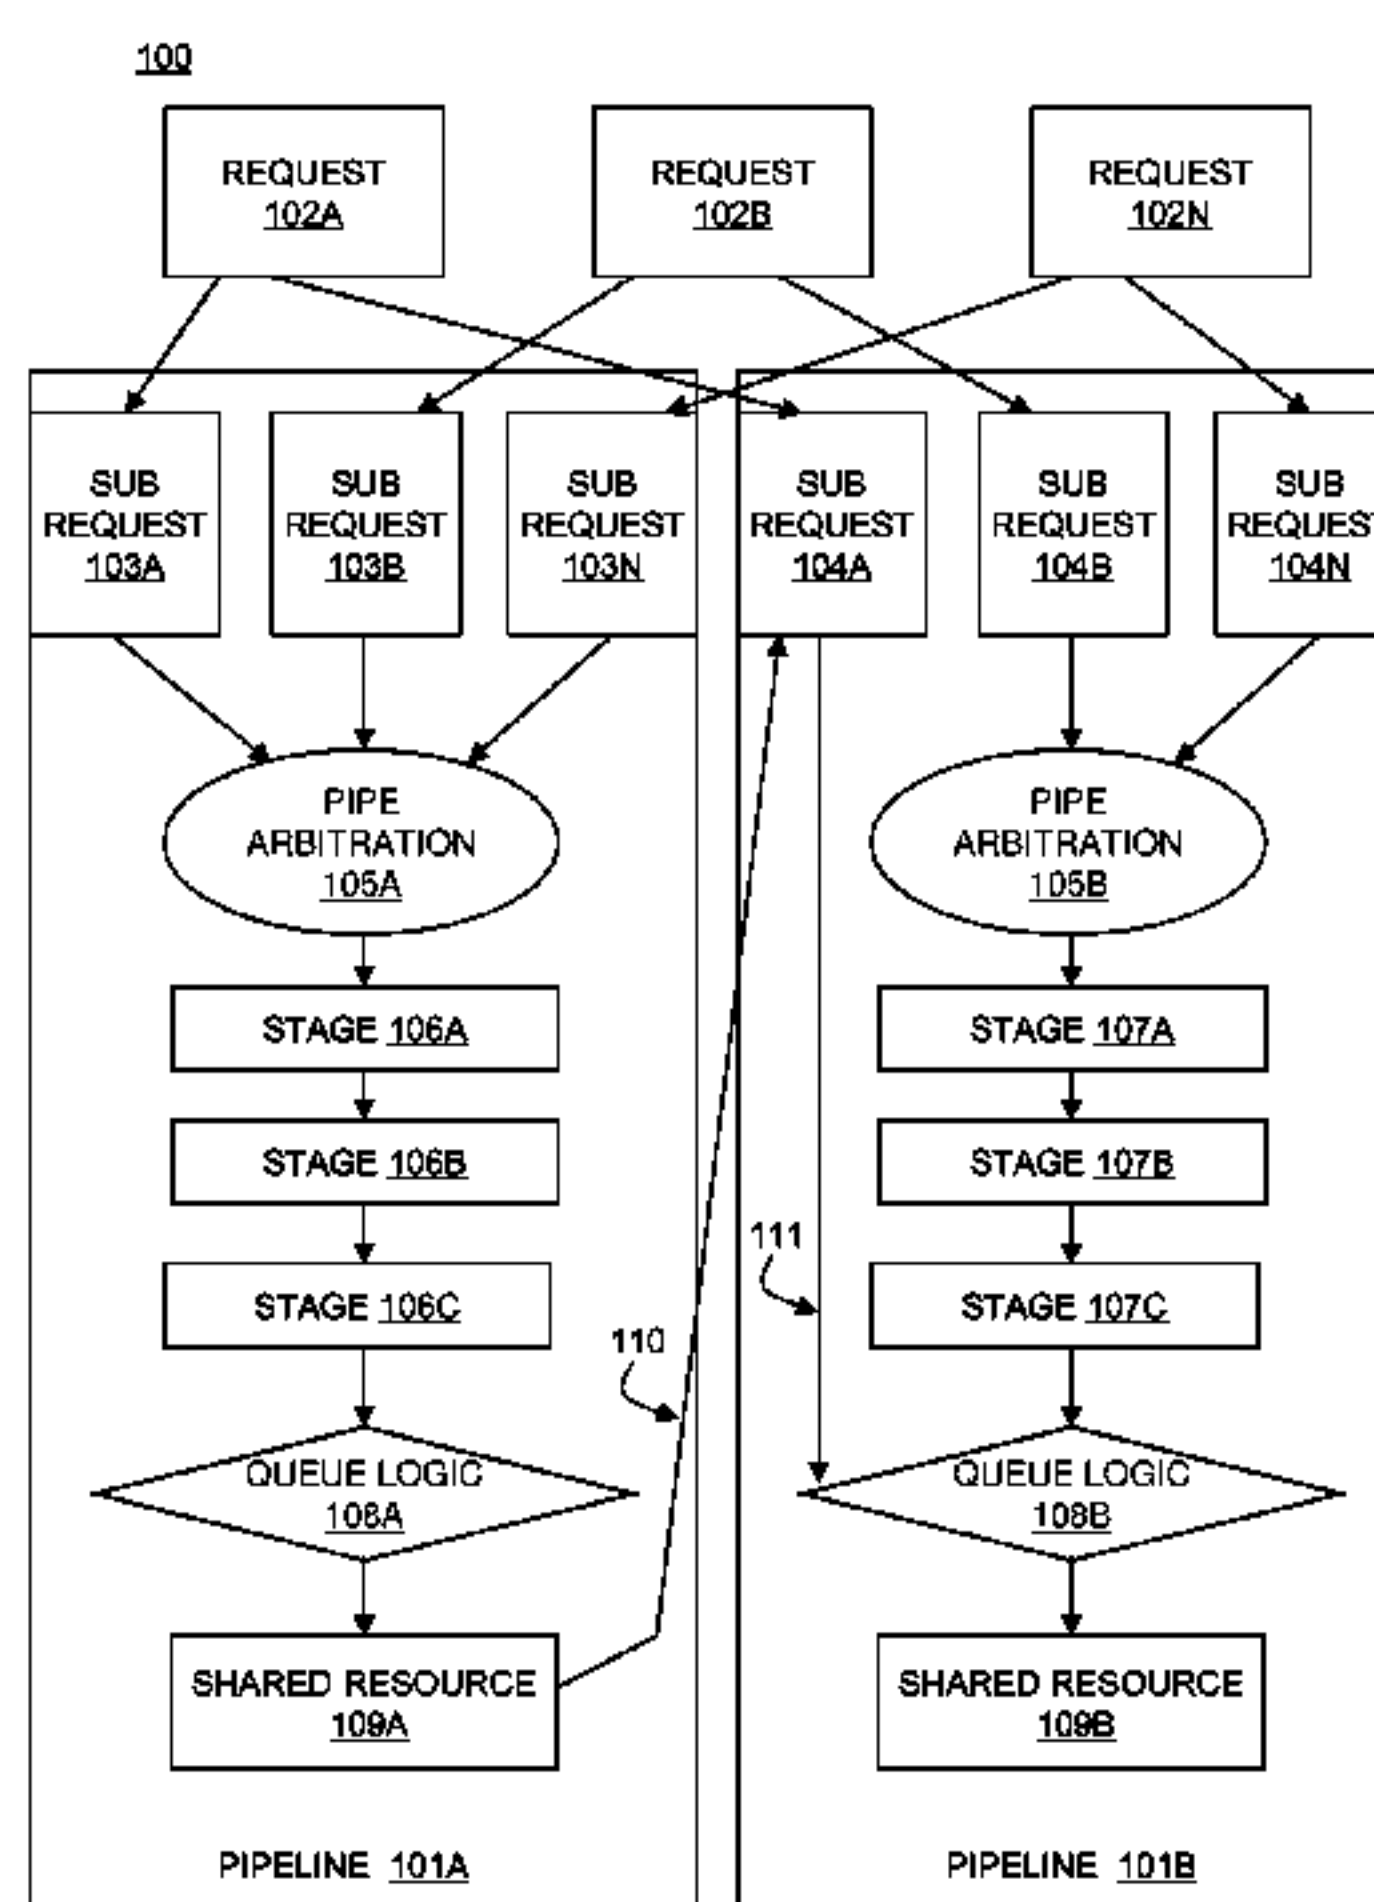 100
REQUEST
102A
REQUEST
102B
REQUEST
102N
SUB
REQUEST
103A
SUB
REQUEST
103B
SUB
REQUEST
103N
SUB
REQUEST
104A
SUB
REQUEST
104B
SUB
REQUEST
104N
PIPE
ARBITRATION
105A
PIPE
ARBITRATION
105B
STAGE 106A
STAGE 107A
STAGE 106B
STAGE 107B
111
STAGE 106C
STAGE 107C
110
QUEUE LOGIC
108A
QUEUE LOGIC
108B
SHARED RESOURCE
109A
SHARED RESOURCE
109B
PIPELINE 101A
PIPELINE 101B